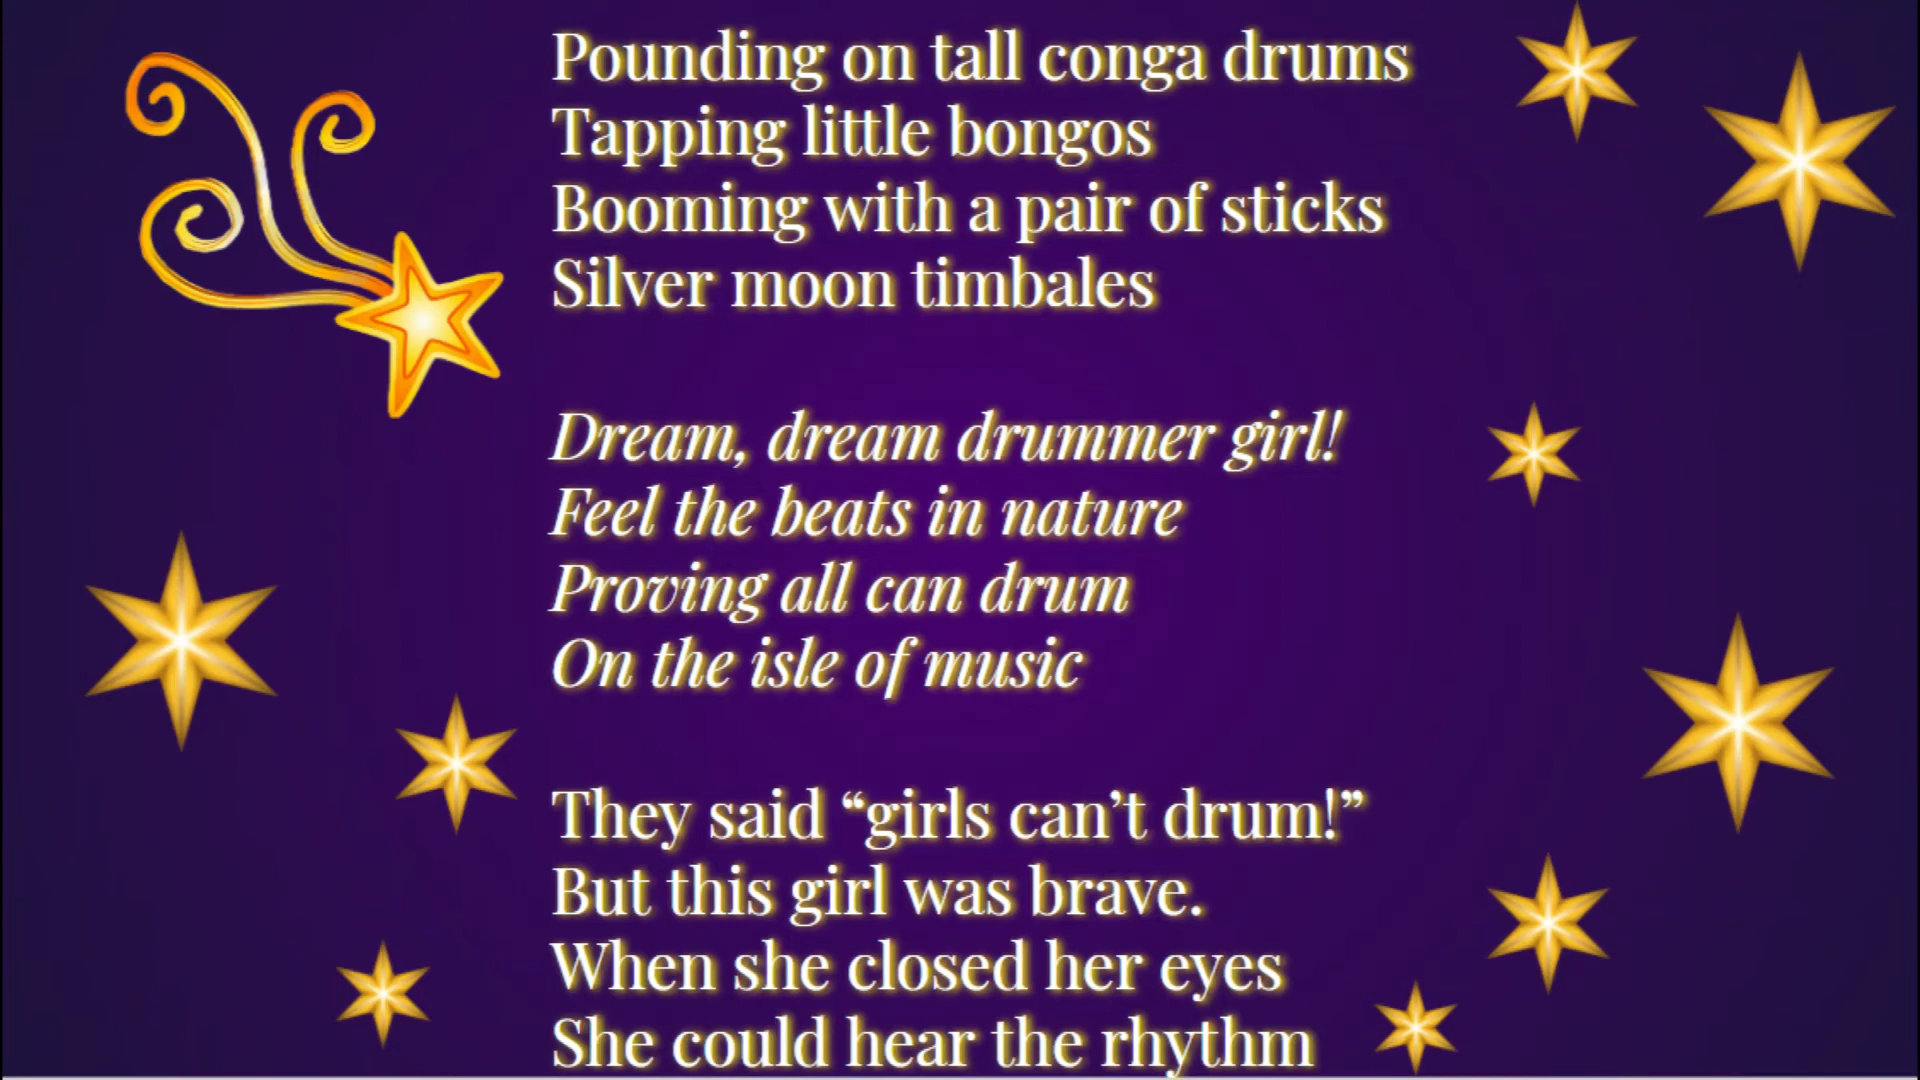 Pounding on tall conga drums
Tapping little bongos
Booming with a pair of sticks
Silver moon timbales
Dream, dream drummer girl!
Feel the beats in nature
Proving all can drum
On the isle of music
They said “girls can’t drum!”
But this girl was brave.
When she closed her eyes
She could hear the rhythm